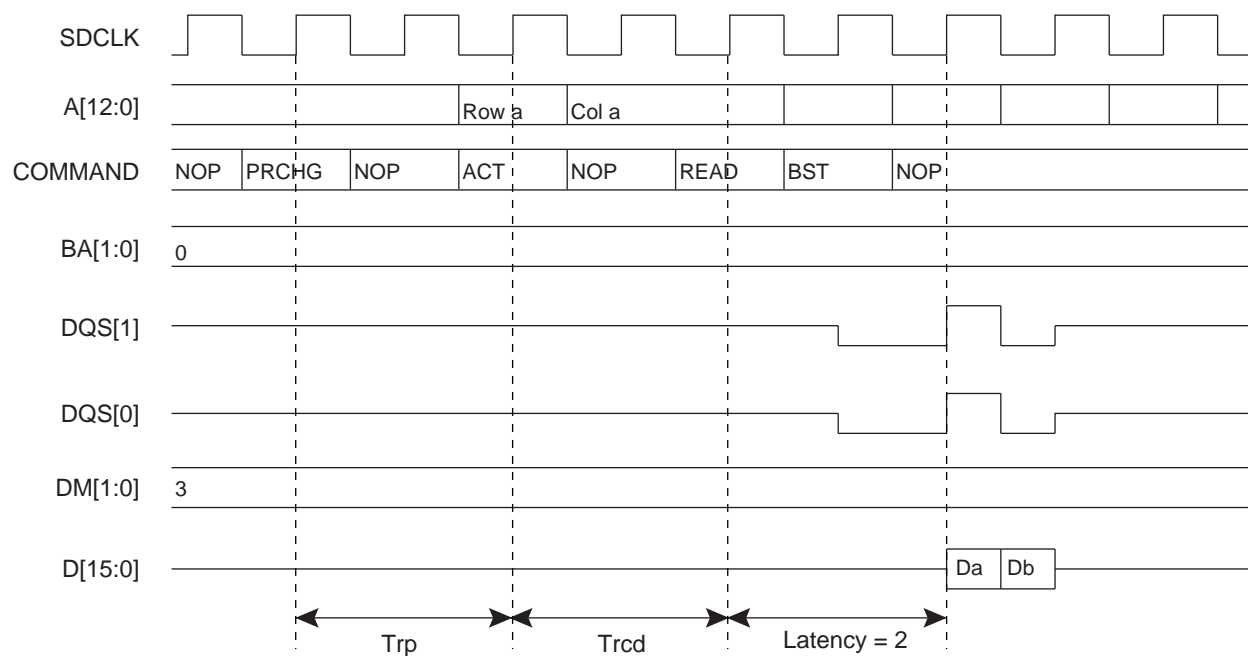 SDCLK
A[12:0] Row a Col a
COMMAND NOP PRCHG NOP ACT NOP READ BST NOP
BA[1:0] 0
DQS[1]
DQS[0]
DM[1:0] 3
D[15:0] Da Db
Trp Trcd Latency = 2